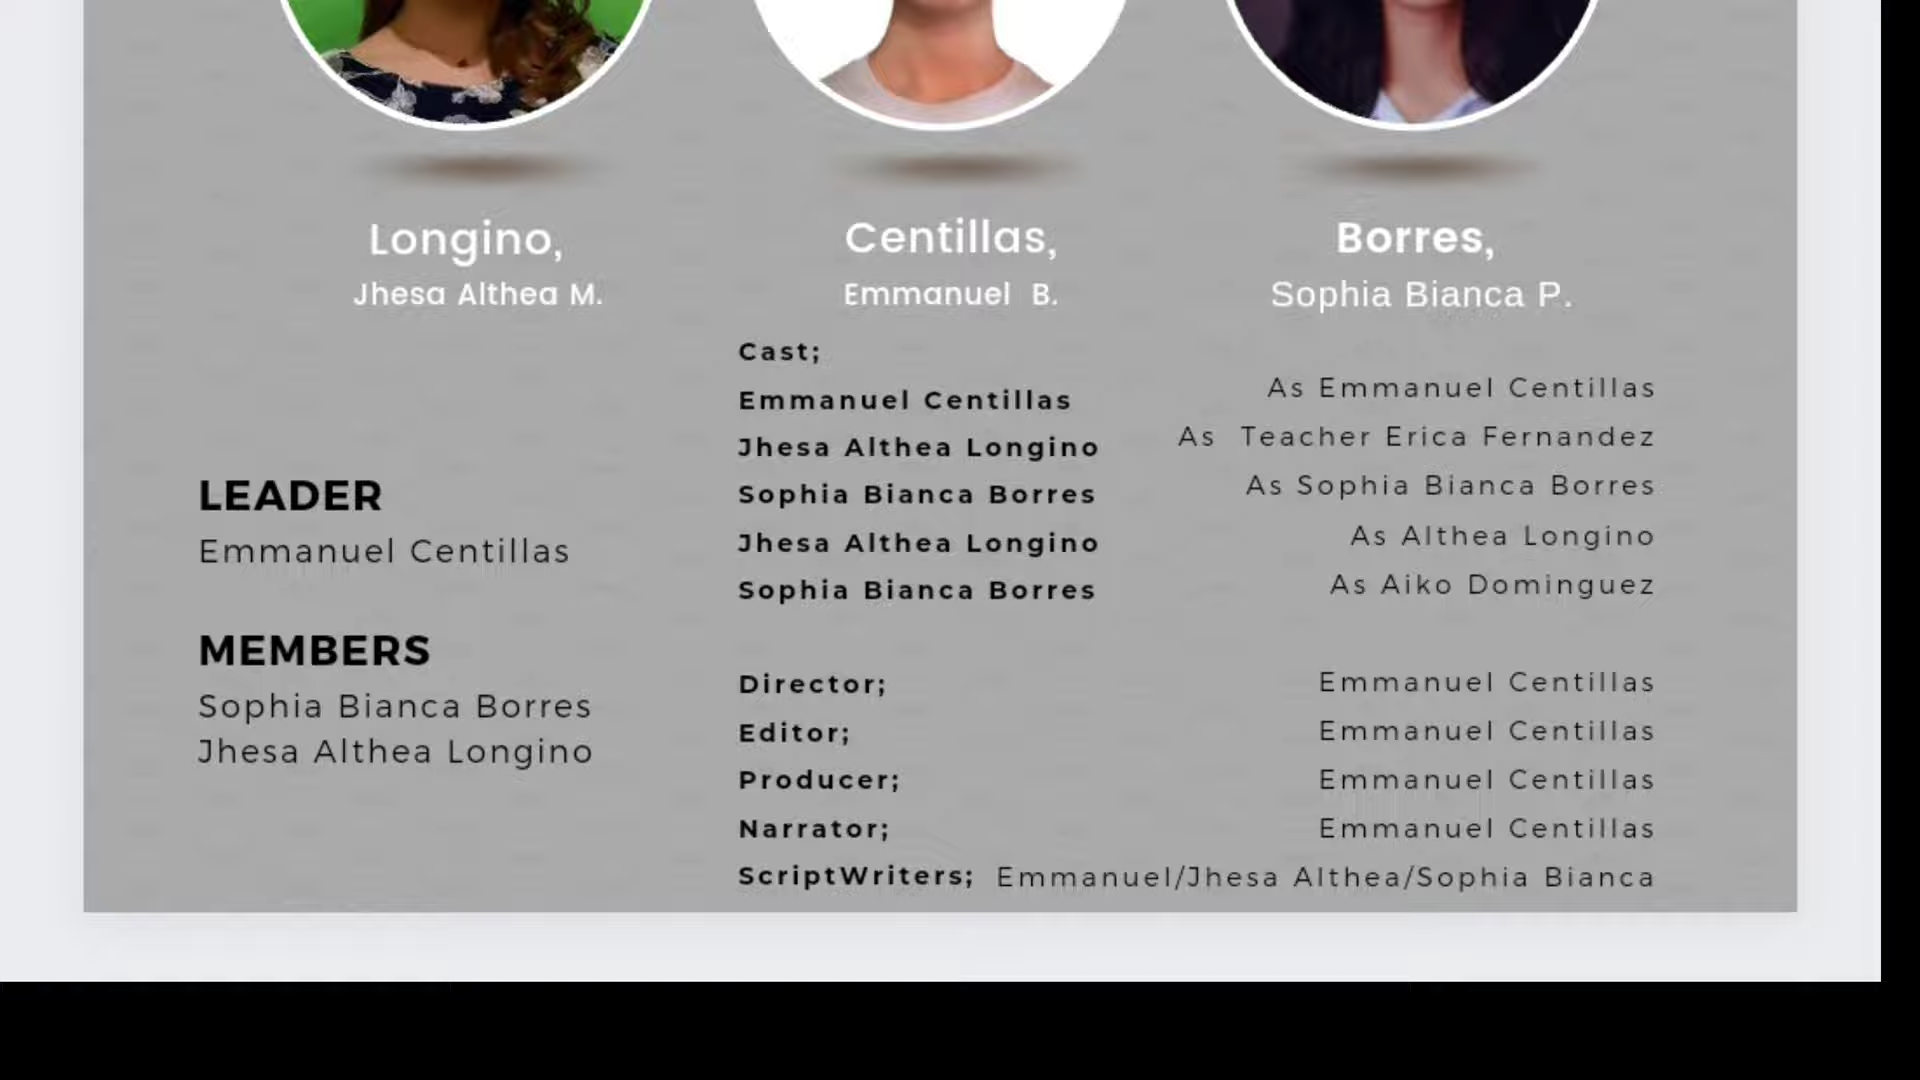 Longino,
Jhesa Althea M.
Centillas,
Emmanuel B.
Borres,
Sophia Bianca P.
LEADER
Emmanuel Centillas
MEMBERS
Sophia Bianca Borres
Jhesa Althea Longino
Cast;
Emmanuel Centillas As Emmanuel Centillas
Jhesa Althea Longino As Teacher Erica Fernandez
Sophia Bianca Borres As Sophia Bianca Borres
Jhesa Althea Longino As Althea Longino
Sophia Bianca Borres As Aiko Dominguez
Director; Emmanuel Centillas
Editor; Emmanuel Centillas
Producer; Emmanuel Centillas
Narrator; Emmanuel Centillas
ScriptWriters; Emmanuel/Jhesa Althea/Sophia Bianca